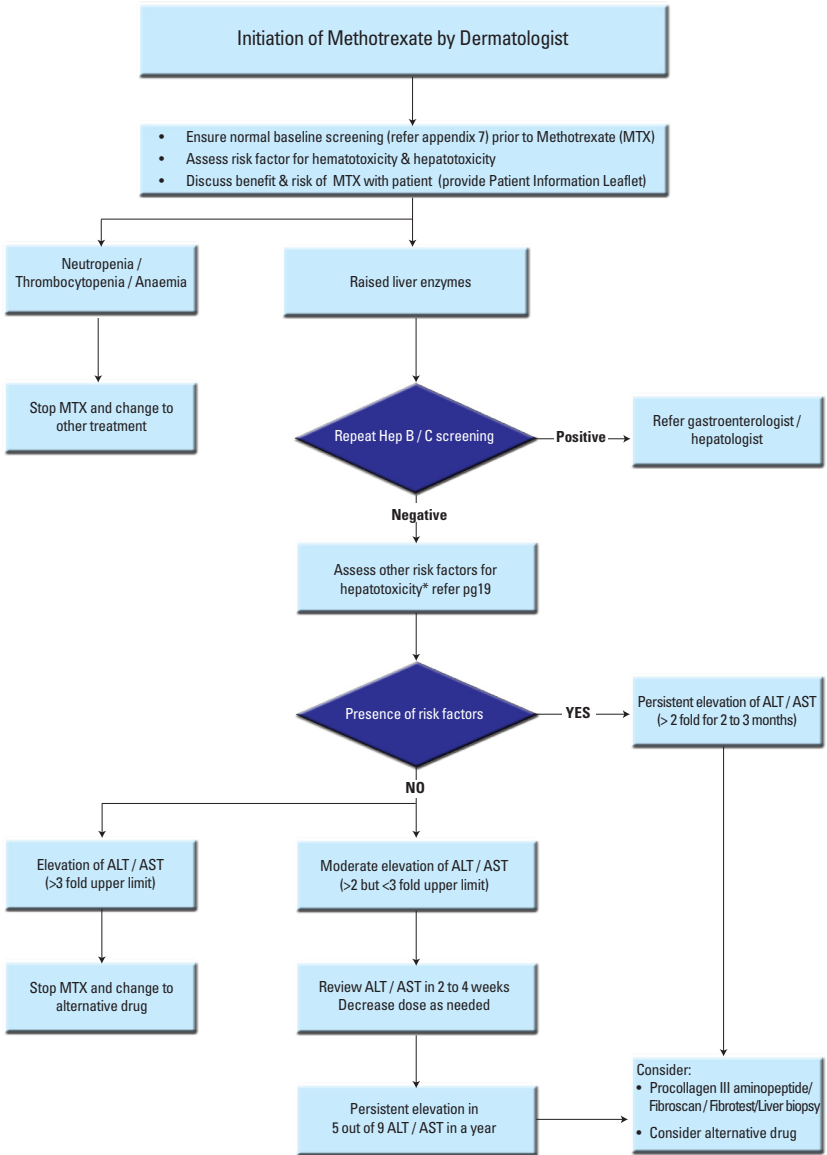 Initiation of Methotrexate by Dermatologist
• Ensure normal baseline screening (refer appendix 7) prior to Methotrexate (MTX)
• Assess risk factor for hematotoxicity & hepatotoxicity
• Discuss benefit & risk of MTX with patient (provide Patient Information Leaflet)
Neutropenia /
Thrombocytopenia / Anaemia
Raised liver enzymes
Stop MTX and change to
other treatment
Repeat Hep B / C screening
Positive
Refer gastroenterologist /
hepatologist
Negative
Assess other risk factors for
hepatotoxicity* refer pg19
Presence of risk factors
YES
Persistent elevation of ALT / AST
(> 2 fold for 2 to 3 months)
NO
Elevation of ALT / AST
(>3 fold upper limit)
Moderate elevation of ALT / AST
(>2 but <3 fold upper limit)
Stop MTX and change to
alternative drug
Review ALT / AST in 2 to 4 weeks
Decrease dose as needed
Persistent elevation in
5 out of 9 ALT / AST in a year
Consider:
• Procollagen III aminopeptide/
Fibroscan / Fibrotest/Liver biopsy
• Consider alternative drug